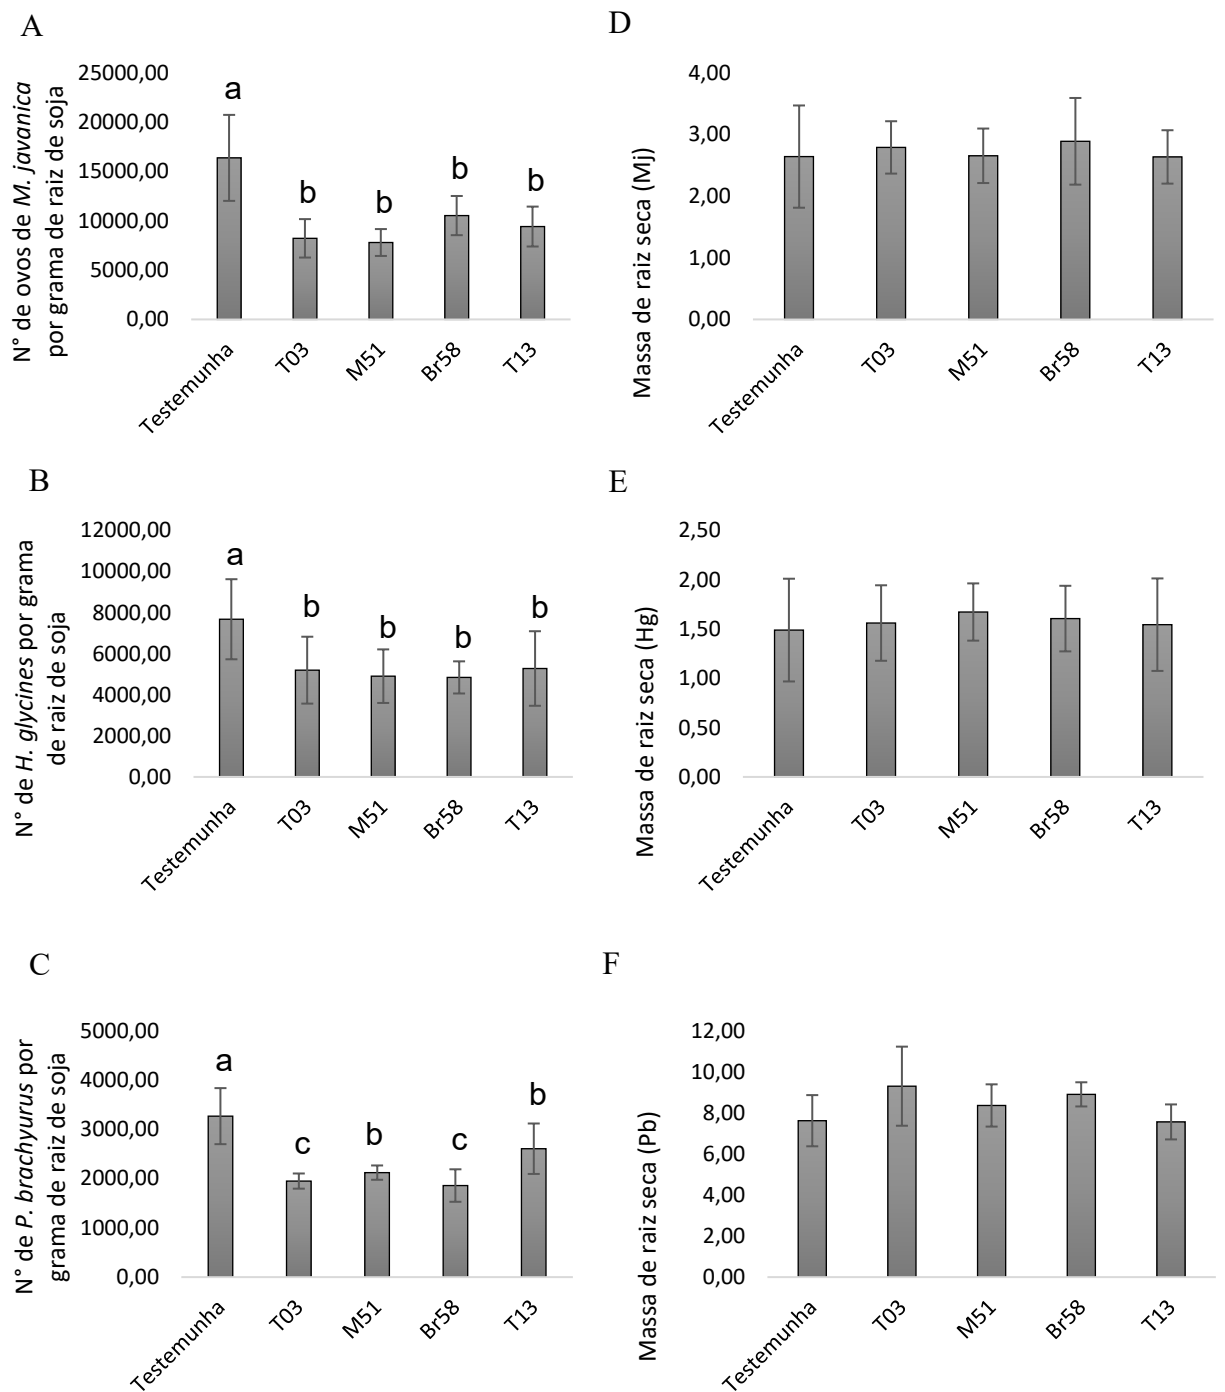 A
N° de ovos de M. javanica
por grama de raiz de soja
25000,00
20000,00
15000,00
10000,00
5000,00
0,00
a
b
b
b
b
Testemunha
T03
M51
Br58
T13
D
Massa de raiz seca (Mj)
4,00
3,00
2,00
1,00
0,00
Testemunha
T03
M51
Br58
T13
B
N° de H. glycines por grama
de raiz de soja
12000,00
10000,00
8000,00
6000,00
4000,00
2000,00
0,00
a
b
b
b
b
Testemunha
T03
M51
Br58
T13
E
Massa de raiz seca (Hg)
2,50
2,00
1,50
1,00
0,50
0,00
Testemunha
T03
M51
Br58
T13
C
N° de P. brachyurus por
grama de raiz de soja
5000,00
4000,00
3000,00
2000,00
1000,00
0,00
a
c
b
c
b
Testemunha
T03
M51
Br58
T13
F
Massa de raiz seca (Pb)
12,00
10,00
8,00
6,00
4,00
2,00
0,00
Testemunha
T03
M51
Br58
T13